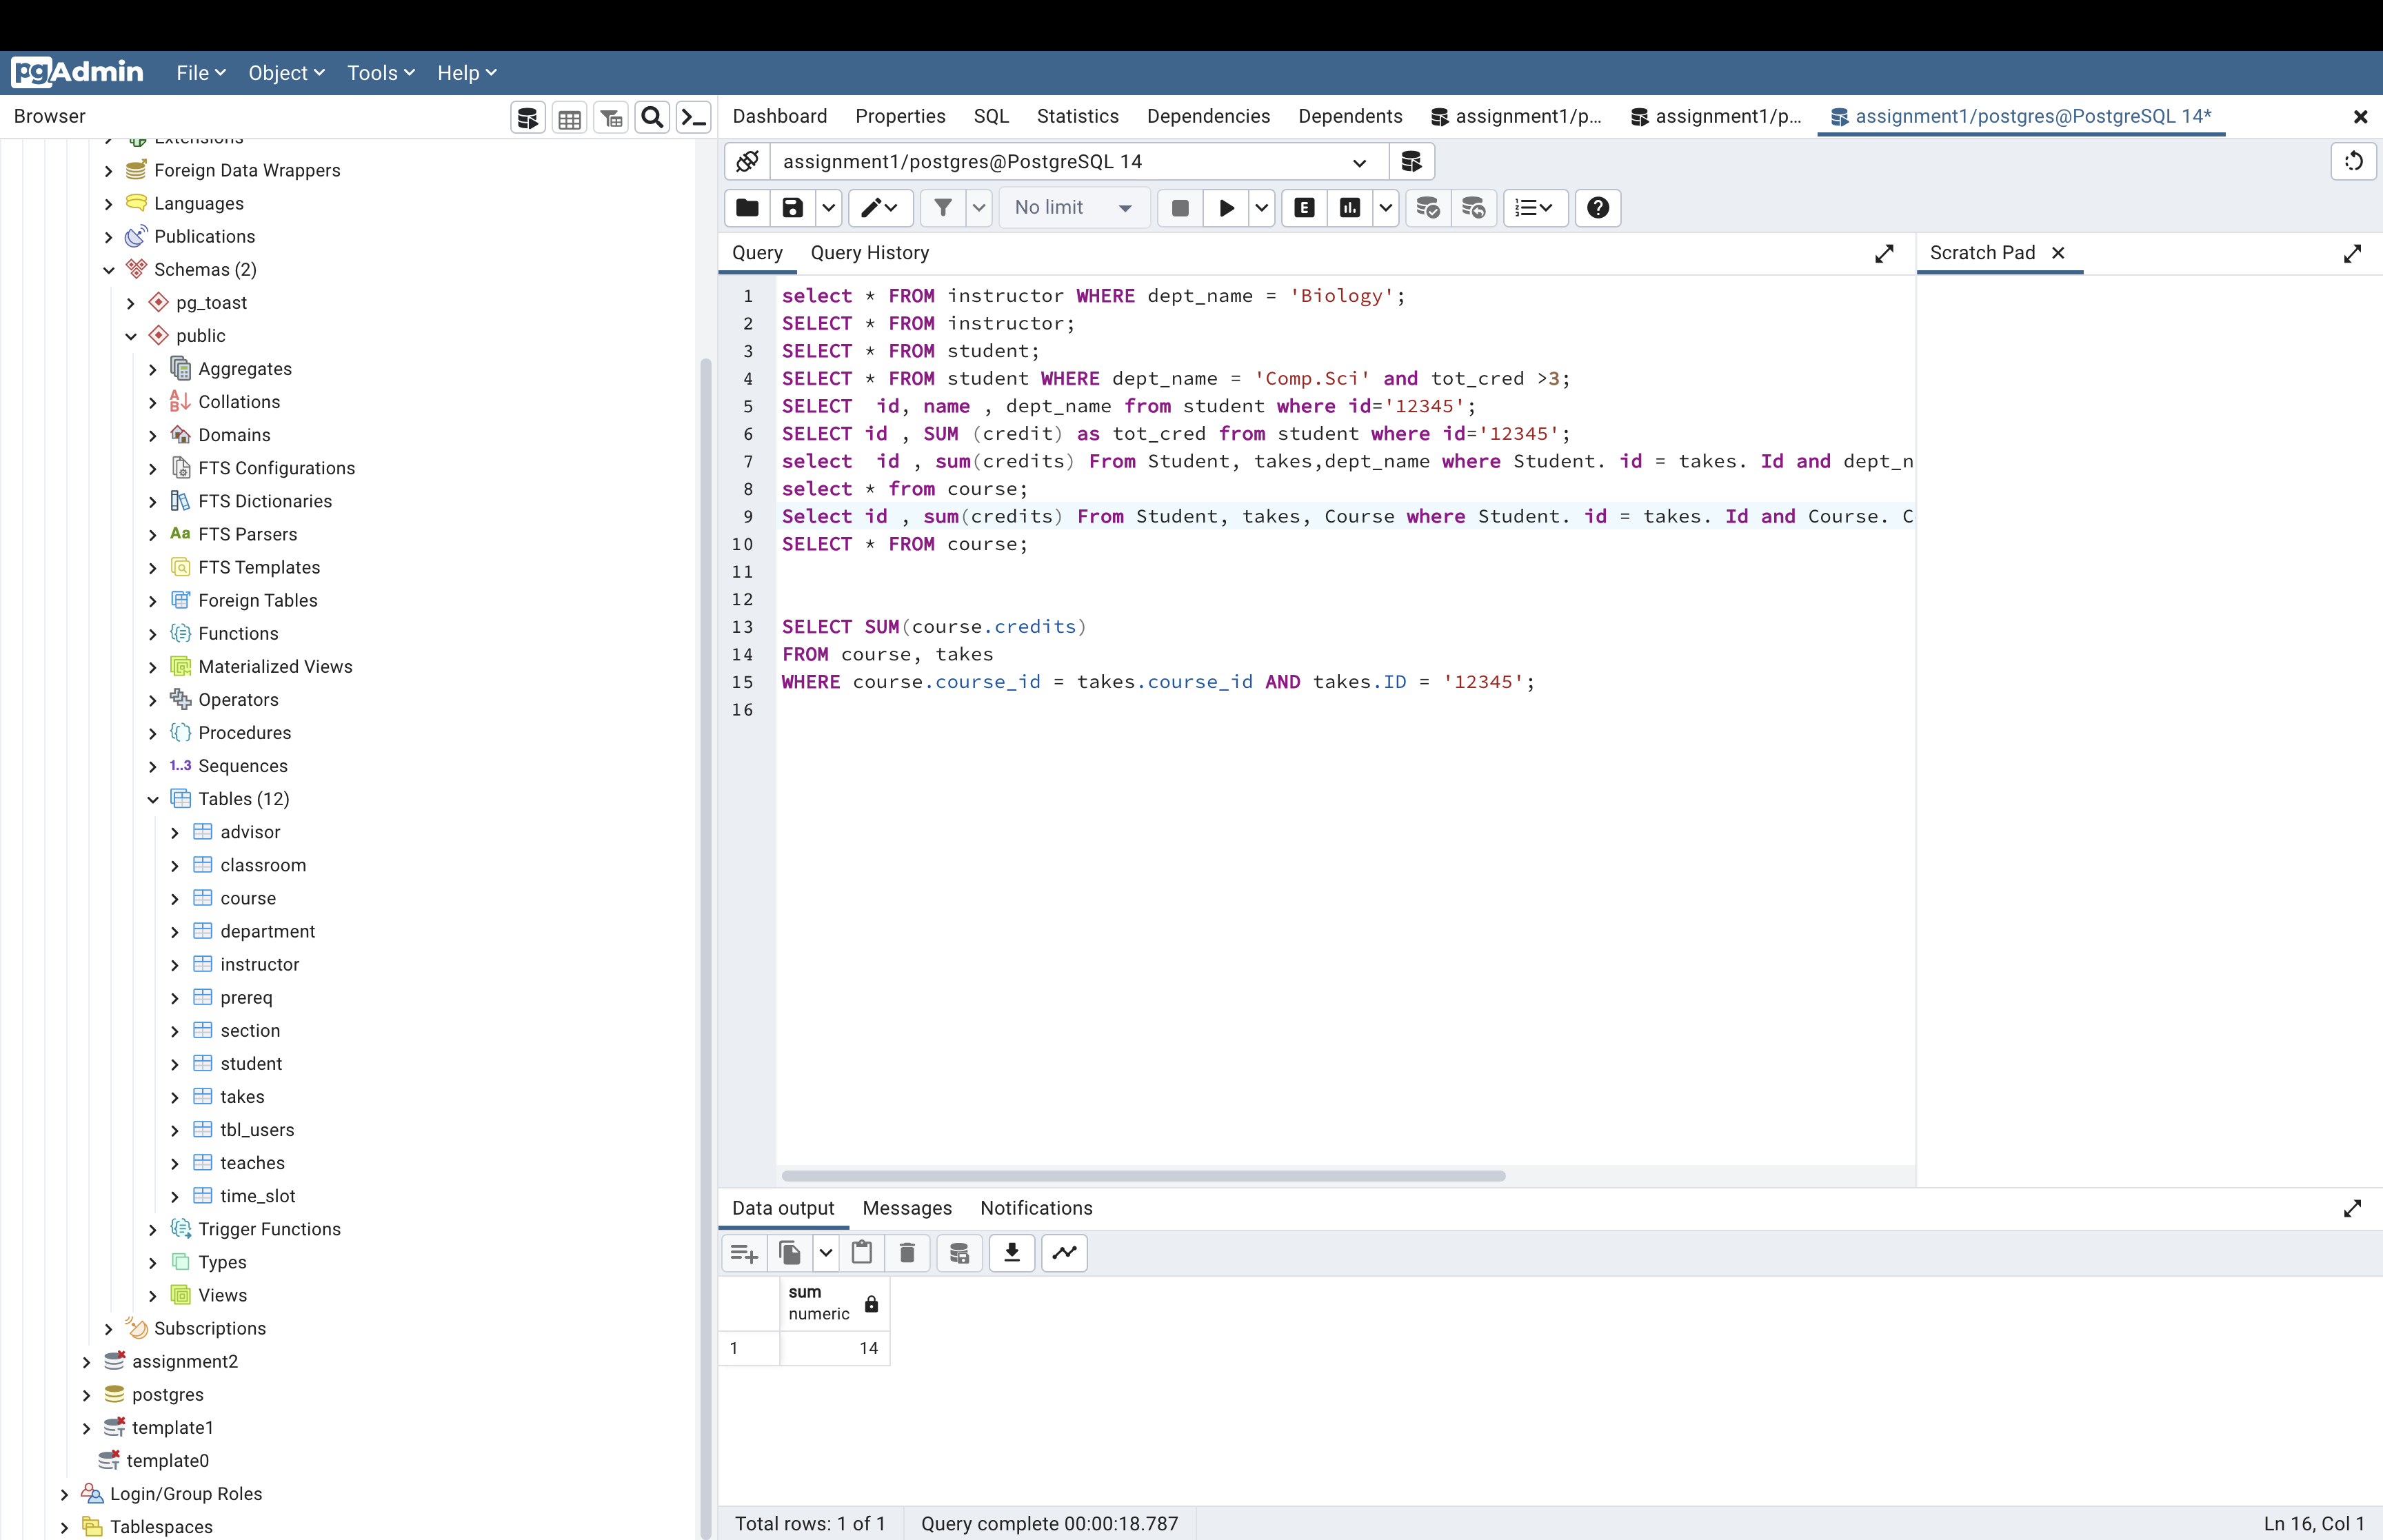 pgAdmin File Object Tools Help
Browser
Dashboard Properties SQL Statistics Dependencies Dependents assignment1/p... assignment1/p... assignment1/postgres@PostgreSQL 14*
Extensions
Foreign Data Wrappers
Languages
Publications
Schemas (2)
pg_toast
public
Aggregates
Collations
Domains
FTS Configurations
FTS Dictionaries
Aa FTS Parsers
FTS Templates
Foreign Tables
Functions
Materialized Views
Operators
Procedures
1..3 Sequences
Tables (12)
advisor
classroom
course
department
instructor
prereq
section
student
takes
tbl_users
teaches
time_slot
Trigger Functions
Types
Views
Subscriptions
assignment2
postgres
template1
template0
Login/Group Roles
Tablespaces
assignment1/postgres@PostgreSQL 14
No limit
E
Query Query History
Scratch Pad
1 select * FROM instructor WHERE dept_name = 'Biology';
2 SELECT * FROM instructor;
3 SELECT * FROM student;
4 SELECT * FROM student WHERE dept_name = 'Comp.Sci' and tot_cred >3;
5 SELECT  id, name , dept_name from student where id='12345';
6 SELECT id , SUM (credit) as tot_cred from student where id='12345';
7 select  id , sum(credits) From Student, takes,dept_name where Student. id = takes. Id and dept_n
8 select * from course;
9 Select id , sum(credits) From Student, takes, Course where Student. id = takes. Id and Course. C
10 SELECT * FROM course;
11
12
13 SELECT SUM(course.credits)
14 FROM course, takes
15 WHERE course.course_id = takes.course_id AND takes.ID = '12345';
16
Data output Messages Notifications
sum
numeric
1 14
Total rows: 1 of 1 Query complete 00:00:18.787 Ln 16, Col 1